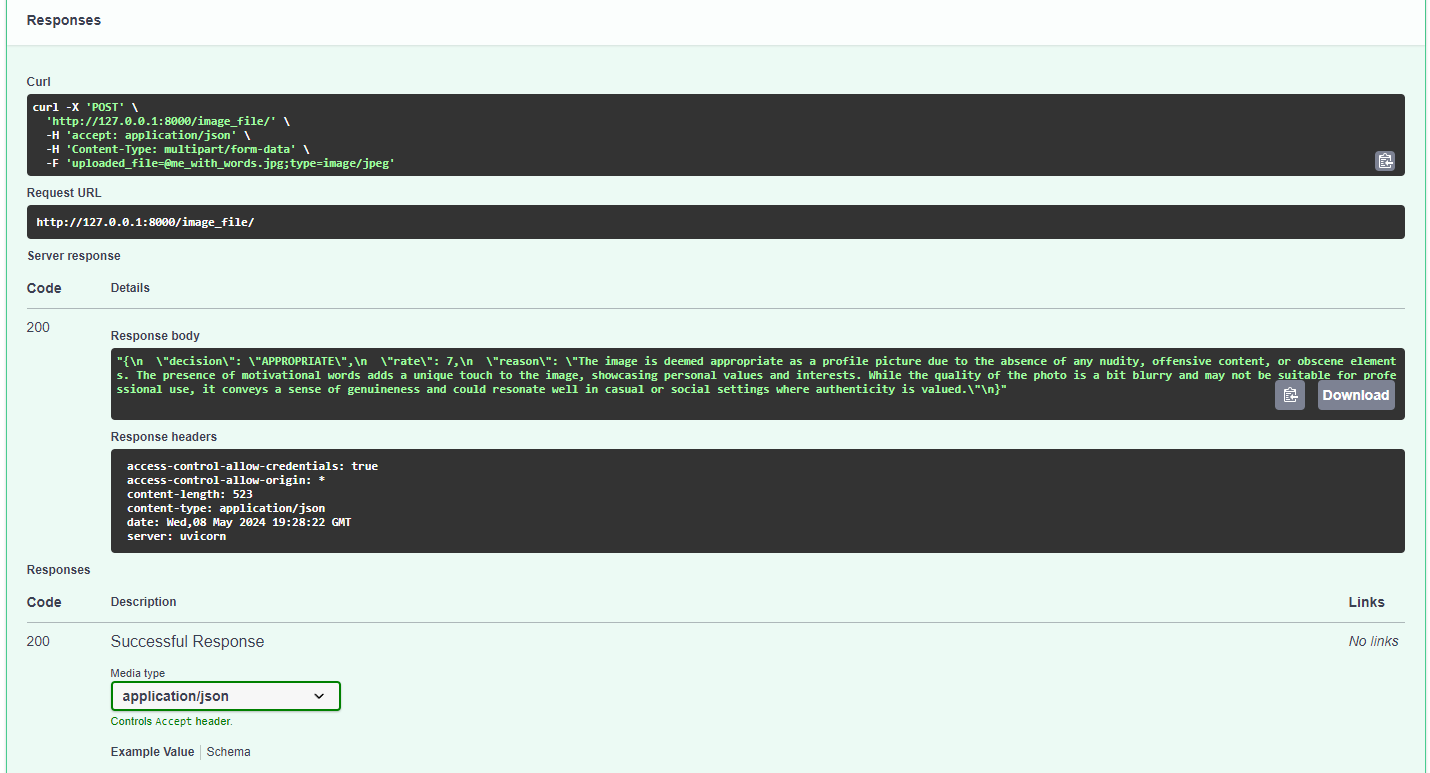 Responses
Curl
curl -X 'POST' \
'http://127.0.0.1:8000/image_file/' \
-H 'accept: application/json' \
-H 'Content-Type: multipart/form-data' \
-F 'uploaded_file=@me_with_words.jpg;type=image/jpeg'
Request URL
http://127.0.0.1:8000/image_file/
Server response
Code Details
200
Response body
"{\n  \"decision\": \"APPROPRIATE\",\n  \"rate\": 7,\n  \"reason\": \"The image is deemed appropriate as a profile picture due to the absence of any nudity, offensive content, or obscene element
s. The presence of motivational words adds a unique touch to the image, showcasing personal values and interests. While the quality of the photo is a bit blurry and may not be suitable for profe
ssional use, it conveys a sense of genuineness and could resonate well in casual or social settings where authenticity is valued.\"\n}"
Download
Response headers
access-control-allow-credentials: true
access-control-allow-origin: *
content-length: 523
content-type: application/json
date: Wed,08 May 2024 19:28:22 GMT
server: uvicorn
Responses
Code Description Links
200 Successful Response No links
Media type
application/json
Controls Accept header.
Example Value Schema